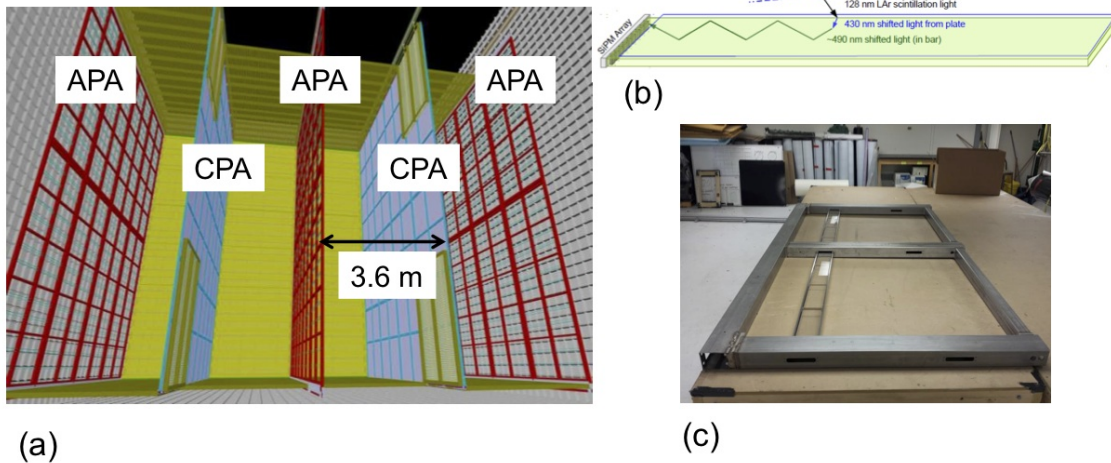 APA
APA
APA
CPA
CPA
3.6 m
(a)
128 nm LAr scintillation light
430 nm shifted light from plate
~490 nm shifted light (in bar)
SiPM Array
(b)
(c)